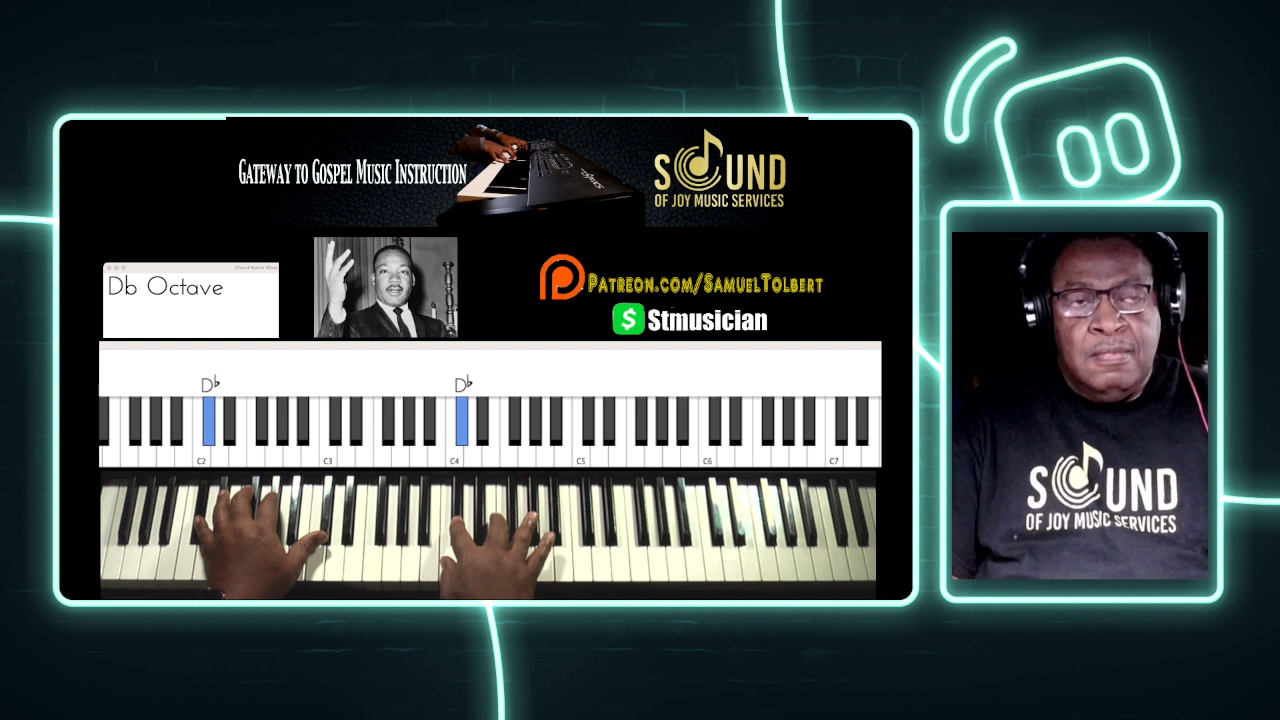 Gateway to Gospel Music Instruction
SOUND
OF JOY MUSIC SERVICES
Db Octave
Patreon.com/SamuelTolbert
$ Stmusician
D♭ D♭
C2 C3 C4 C5 C6 C7
SOUND
OF JOY MUSIC SERVICES